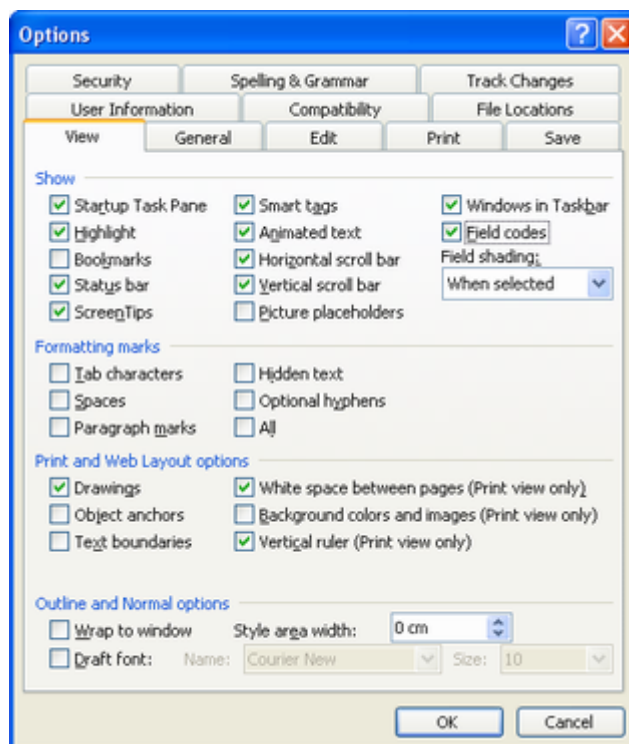 Options
Security Spelling & Grammar Track Changes
User Information Compatibility File Locations
View General Edit Print Save
Show
Startup Task Pane Smart tags Windows in Taskbar
Highlight Animated text Field codes
Bookmarks Horizontal scroll bar Field shading:
Status bar Vertical scroll bar When selected
ScreenTips Picture placeholders
Formatting marks
Tab characters Hidden text
Spaces Optional hyphens
Paragraph marks All
Print and Web Layout options
Drawings White space between pages (Print view only)
Object anchors Background colors and images (Print view only)
Text boundaries Vertical ruler (Print view only)
Outline and Normal options
Wrap to window Style area width: 0 cm
Draft font: Name: Courier New Size: 10
OK Cancel